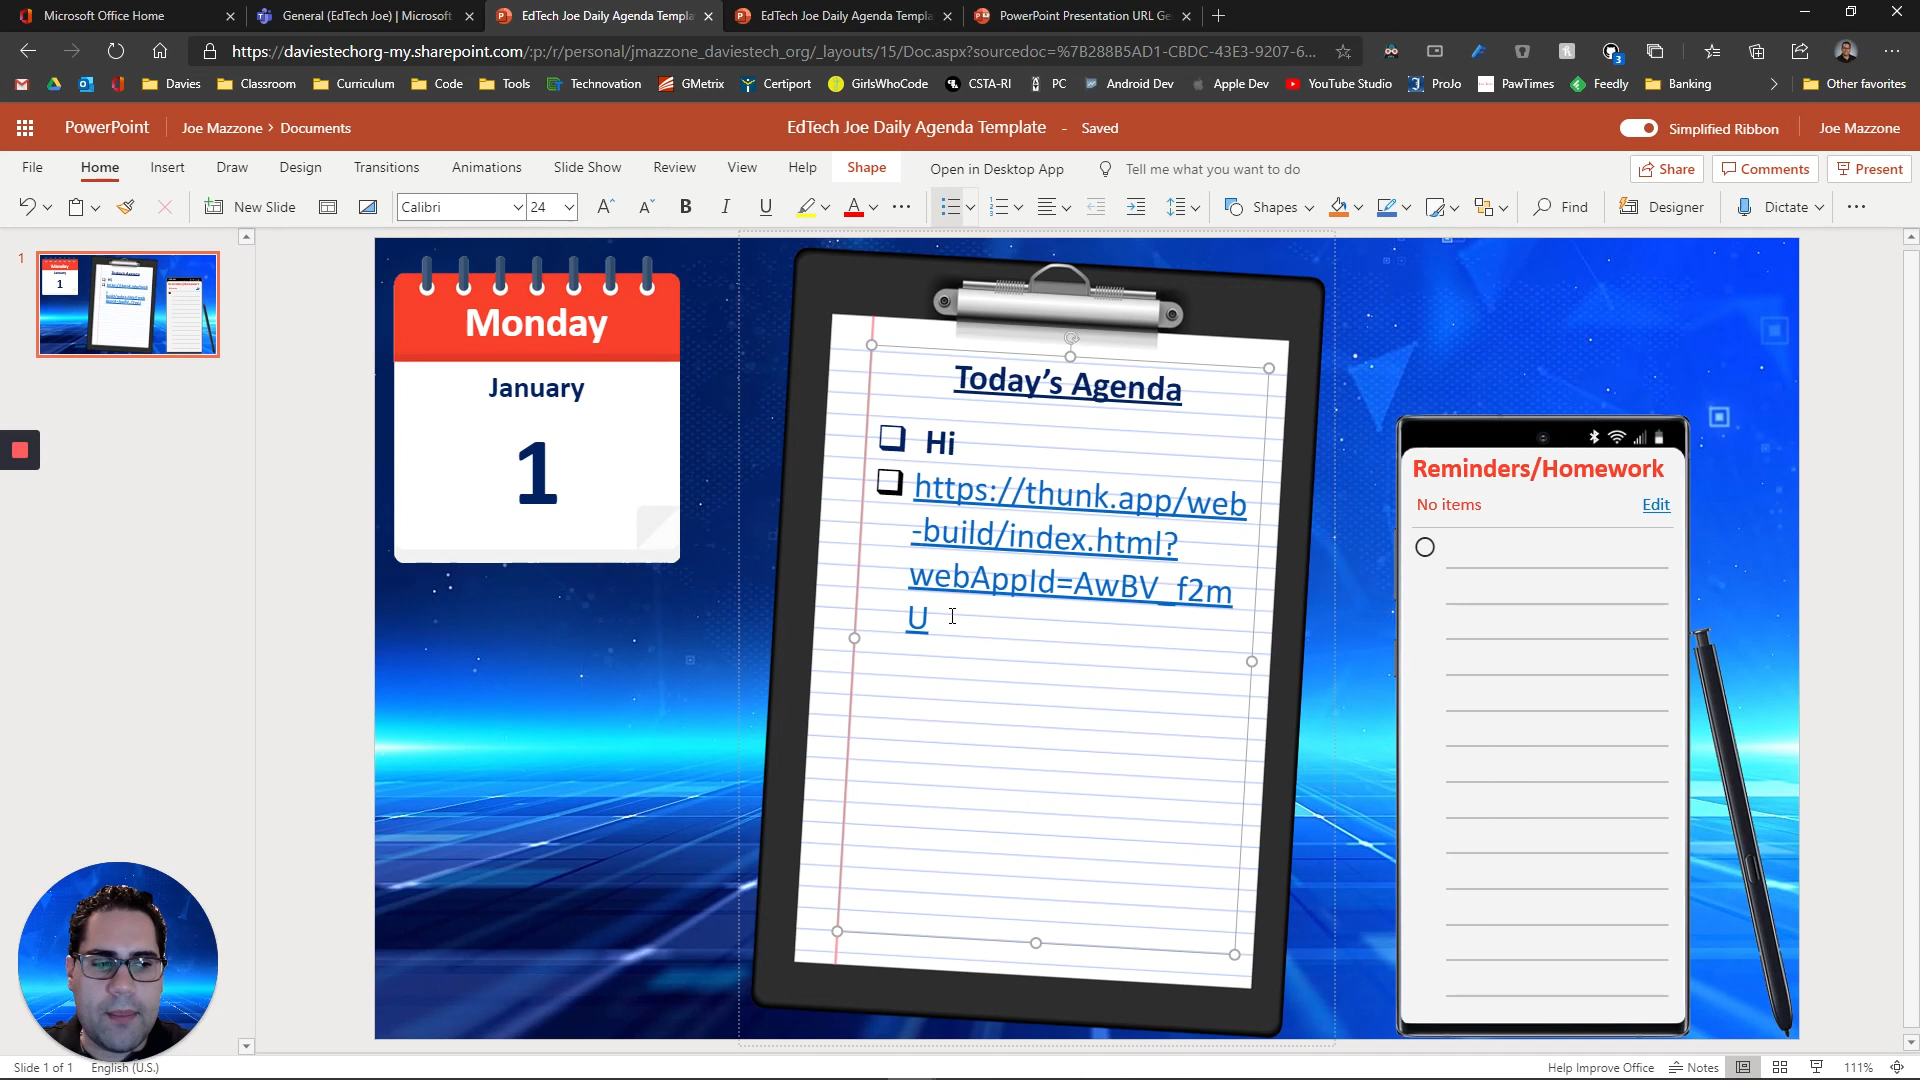 Microsoft Office Home
General (EdTech Joe) | Microsoft
EdTech Joe Daily Agenda Templa
EdTech Joe Daily Agenda Templa
PowerPoint Presentation URL Ge
https://daviestechorg-my.sharepoint.com/:p:/r/personal/jmazzone_daviestech_org/_layouts/15/Doc.aspx?sourcedoc=%7B288B5AD1-CBDC-43E3-9207-6...
Davies Classroom Curriculum Code Tools Technovation GMetrix Certiport GirlsWhoCode CSTA-RI PC Android Dev Apple Dev YouTube Studio ProJo PawTimes Feedly Banking Other favorites
PowerPoint Joe Mazzone > Documents EdTech Joe Daily Agenda Template - Saved Simplified Ribbon Joe Mazzone
File Home Insert Draw Design Transitions Animations Slide Show Review View Help Shape Open in Desktop App Tell me what you want to do Share Comments Present
New Slide Calibri 24 Shapes Find Designer Dictate
1
Monday
January
1
Today's Agenda
Hi
https://thunk.app/web
-build/index.html?
webAppId=AwBV_f2m
U
Reminders/Homework
No items Edit
Slide 1 of 1 English (U.S.) Help Improve Office Notes 111%